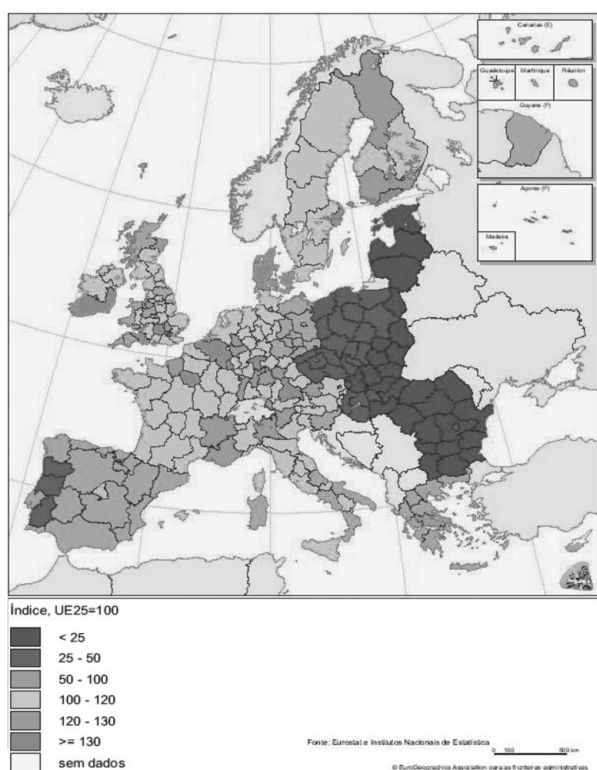 Canarias (E)
Guadeloupe
Martinique
Réunion
Guyane (F)
Açores (P)
Madeira
Índice, UE25=100
< 25
25 - 50
50 - 100
100 - 120
120 - 130
>= 130
sem dados
Fonte: Eurostat e Institutos Nacionais de Estatística
0 100 500 km
© EuroGeographics Association para as fronteiras administrativas